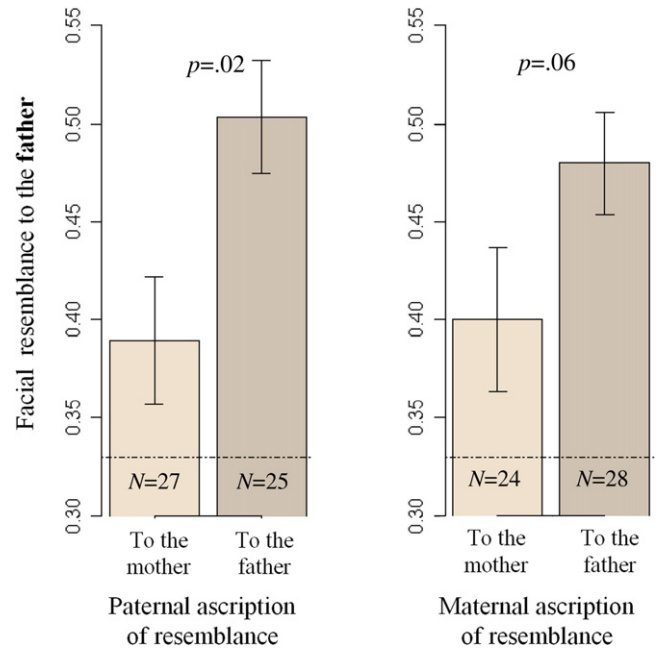 Facial resemblance to the father
0.55
0.50
0.45
0.40
0.35
0.30
p=.02
N=27
N=25
To the
mother
To the
father
Paternal ascription
of resemblance
0.55
0.50
0.45
0.40
0.35
0.30
p=.06
N=24
N=28
To the
mother
To the
father
Maternal ascription
of resemblance